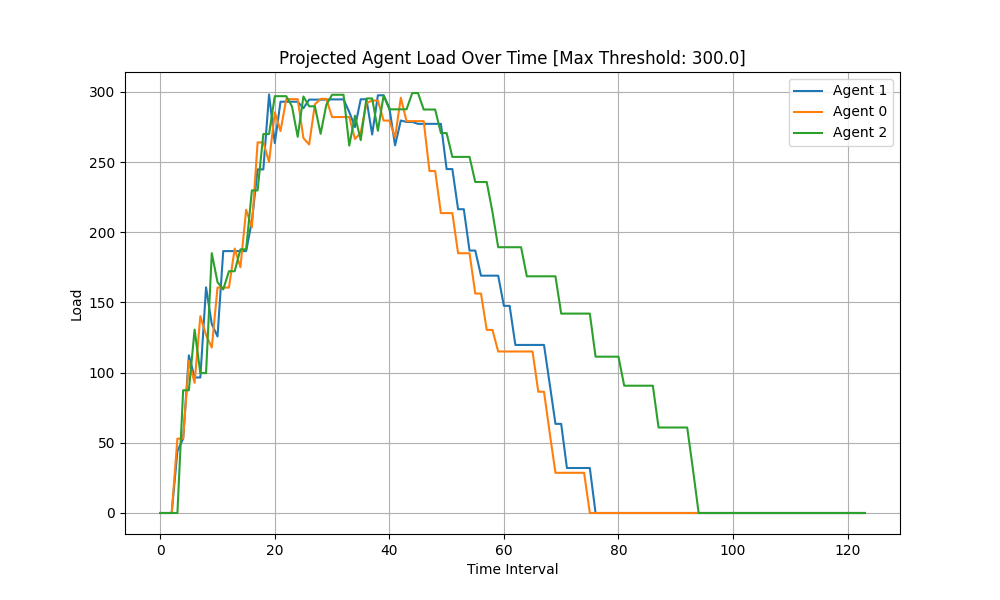 Projected Agent Load Over Time [Max Threshold: 300.0]
Agent 1
Agent 0
Agent 2
Load
300
250
200
150
100
50
0
0 20 40 60 80 100 120
Time Interval